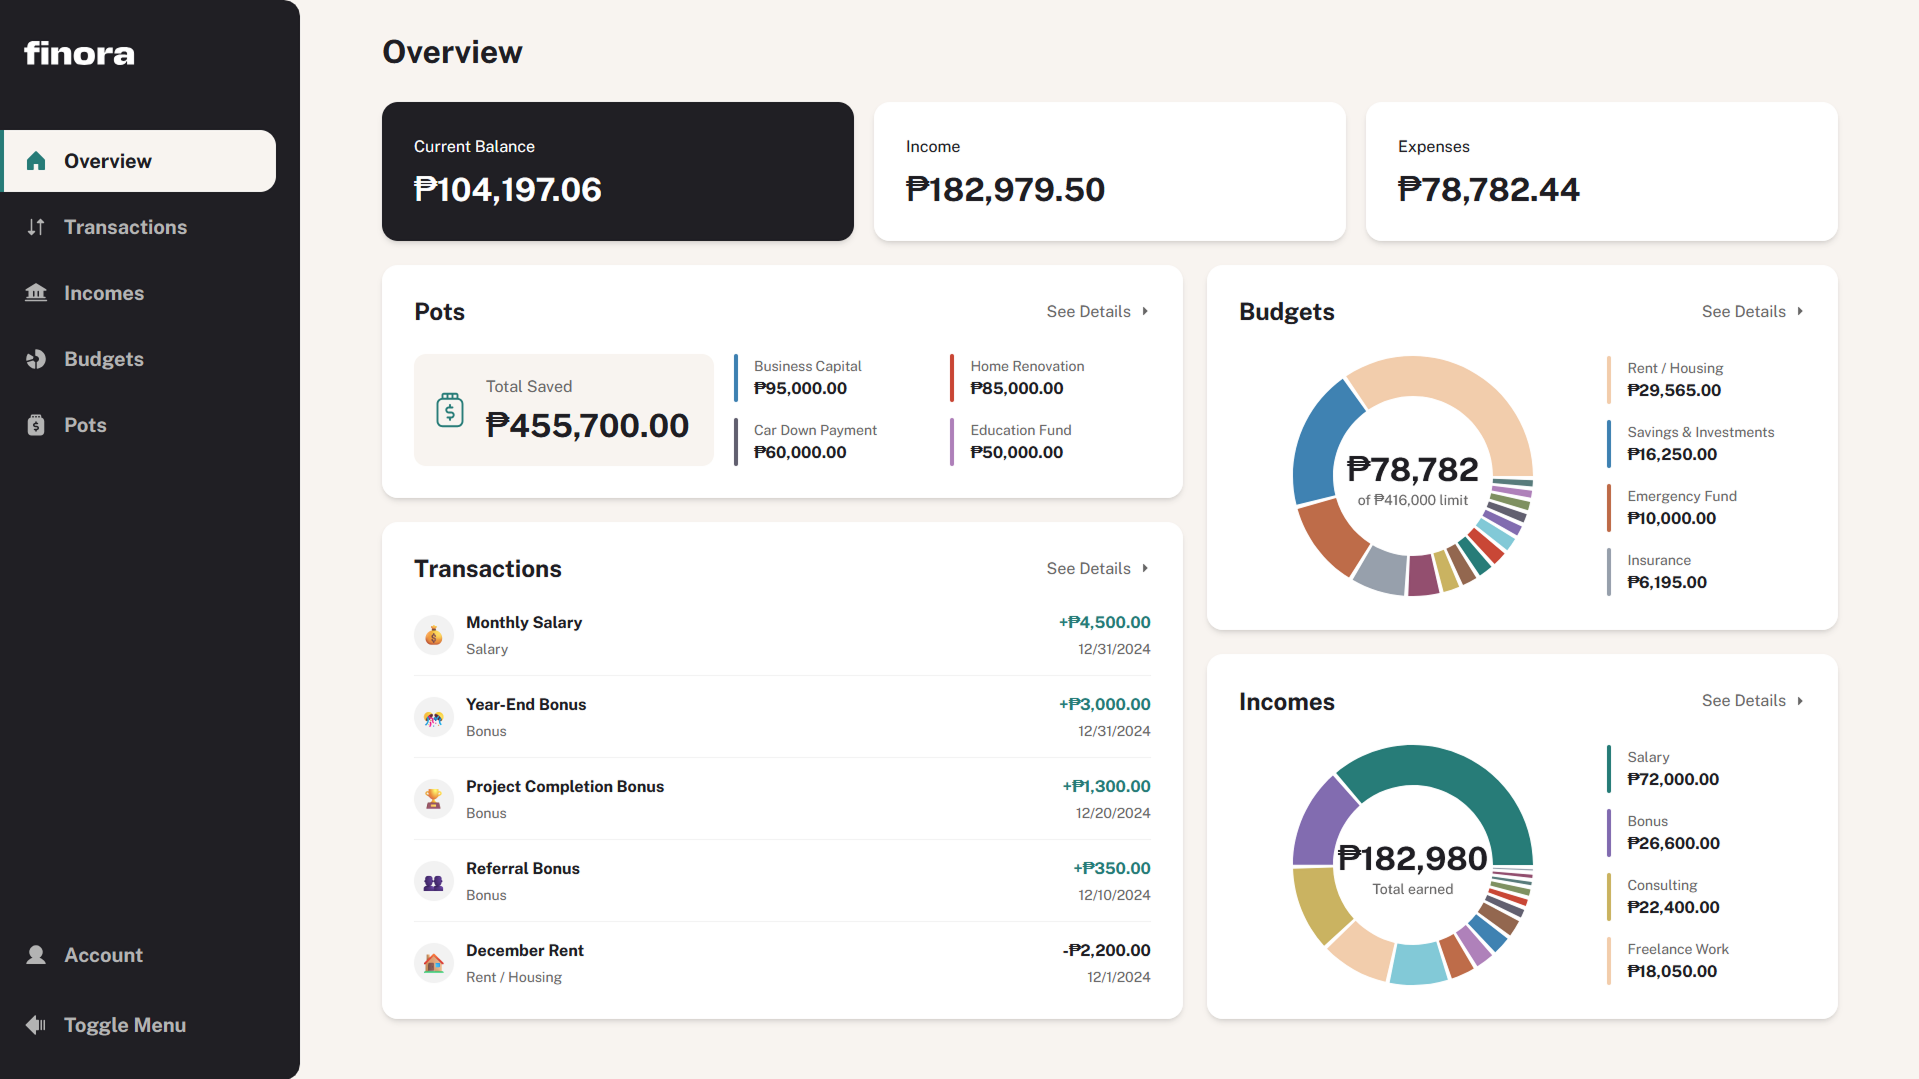 finora
Overview
Transactions
Incomes
Budgets
Pots
Account
Toggle Menu
Overview
Current Balance
₱104,197.06
Income
₱182,979.50
Expenses
₱78,782.44
Pots
See Details
Total Saved
₱455,700.00
Business Capital
₱95,000.00
Home Renovation
₱85,000.00
Car Down Payment
₱60,000.00
Education Fund
₱50,000.00
Transactions
See Details
Monthly Salary
+₱4,500.00
Salary
12/31/2024
Year-End Bonus
+₱3,000.00
Bonus
12/31/2024
Project Completion Bonus
+₱1,300.00
Bonus
12/20/2024
Referral Bonus
+₱350.00
Bonus
12/10/2024
December Rent
-₱2,200.00
Rent / Housing
12/1/2024
Budgets
See Details
₱78,782
of ₱416,000 limit
Rent / Housing
₱29,565.00
Savings & Investments
₱16,250.00
Emergency Fund
₱10,000.00
Insurance
₱6,195.00
Incomes
See Details
₱182,980
Total earned
Salary
₱72,000.00
Bonus
₱26,600.00
Consulting
₱22,400.00
Freelance Work
₱18,050.00